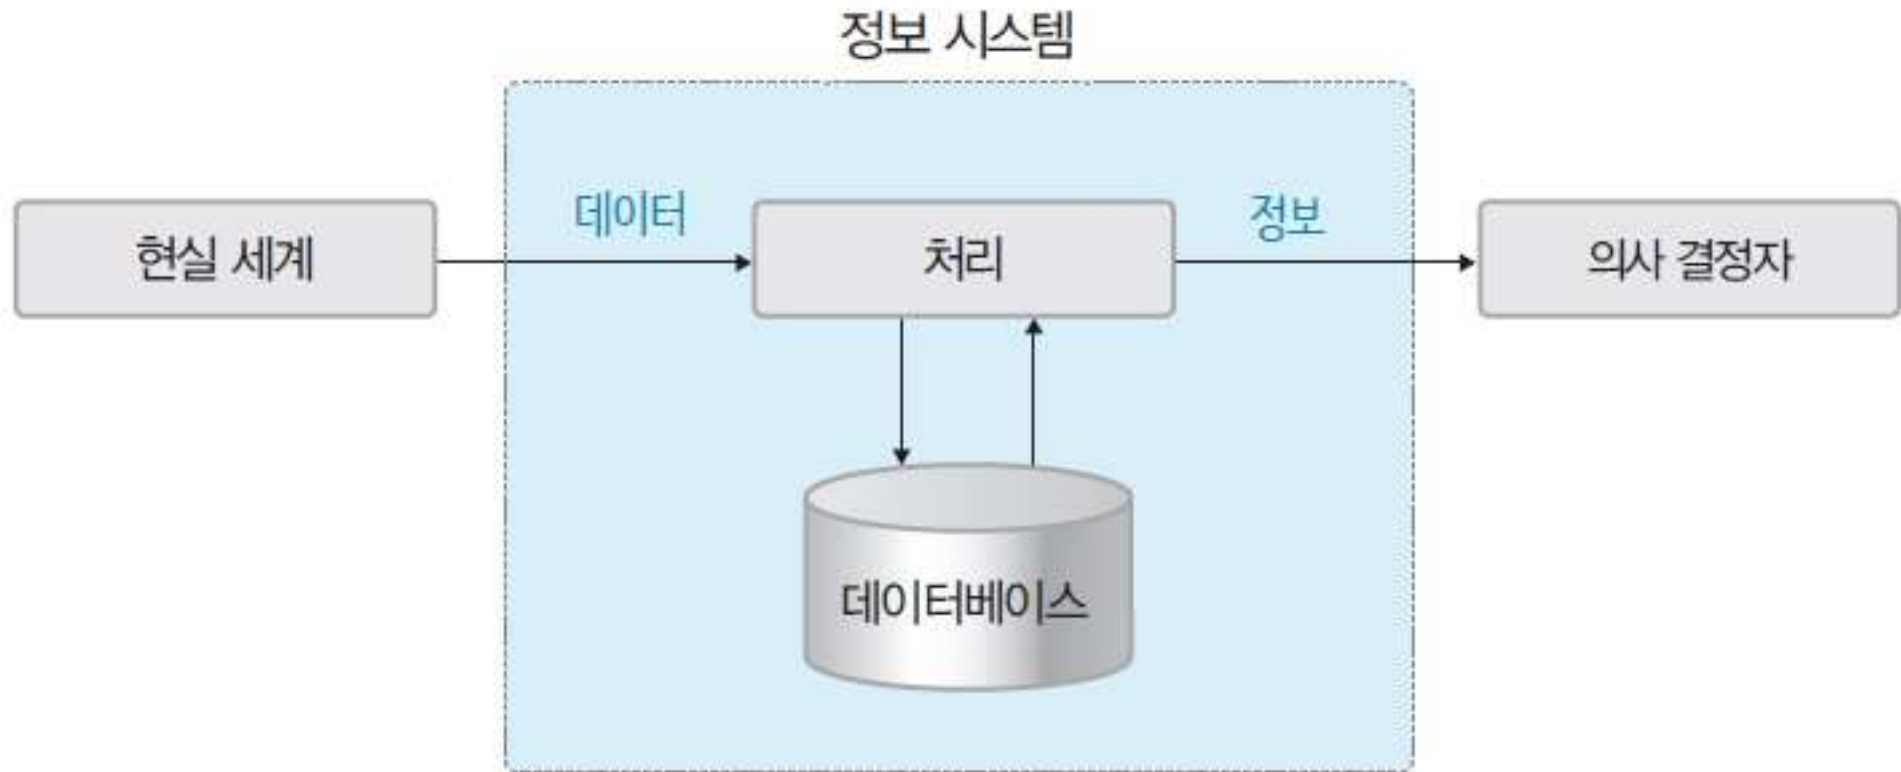 정보 시스템
데이터
정보
현실 세계
처리
의사 결정자
데이터베이스